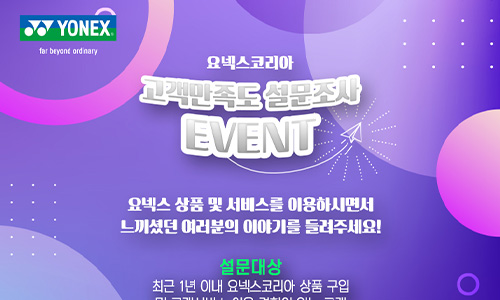 YONEX
far beyond ordinary
요넥스코리아
고객만족도 설문조사
EVENT
요넥스 상품 및 서비스를 이용하시면서
느끼셨던 여러분의 이야기를 들려주세요!
설문대상
최근 1년 이내 요넥스코리아 상품 구입